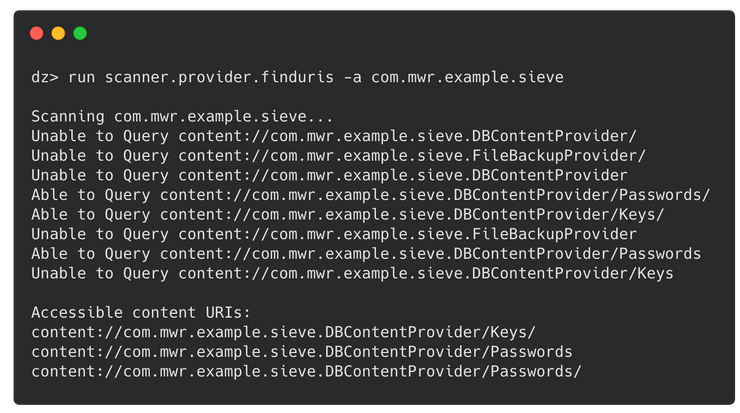 dz> run scanner.provider.finduris -a com.mwr.example.sieve
Scanning com.mwr.example.sieve...
Unable to Query content://com.mwr.example.sieve.DBContentProvider/
Unable to Query content://com.mwr.example.sieve.FileBackupProvider/
Unable to Query content://com.mwr.example.sieve.DBContentProvider
Able to Query content://com.mwr.example.sieve.DBContentProvider/Passwords/
Able to Query content://com.mwr.example.sieve.DBContentProvider/Keys/
Unable to Query content://com.mwr.example.sieve.FileBackupProvider
Able to Query content://com.mwr.example.sieve.DBContentProvider/Passwords
Unable to Query content://com.mwr.example.sieve.DBContentProvider/Keys
Accessible content URIs:
content://com.mwr.example.sieve.DBContentProvider/Keys/
content://com.mwr.example.sieve.DBContentProvider/Passwords
content://com.mwr.example.sieve.DBContentProvider/Passwords/